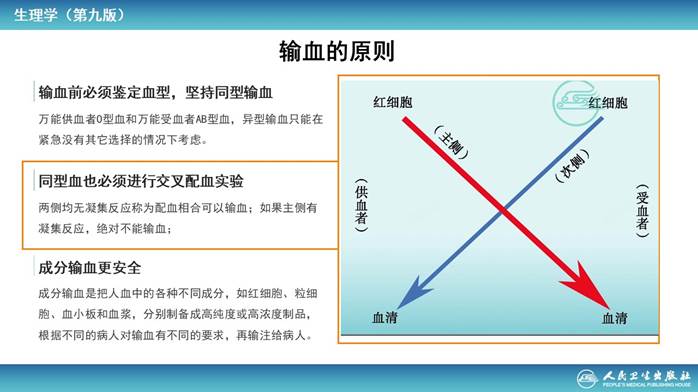 生理学（第九版）
输血的原则
输血前必须鉴定血型，坚持同型输血
万能供血者O型血和万能受血者AB型血，异型输血只能在
紧急没有其它选择的情况下考虑。
同型血也必须进行交叉配血实验
两侧均无凝集反应称为配血相合可以输血；如果主侧有
凝集反应，绝对不能输血；
成分输血更安全
成分输血是把人血中的各种不同成分，如红细胞、粒细
胞、血小板和血浆，分别制备成高纯度或高浓度制品，
根据不同的病人对输血有不同的要求，再输注给病人。
红细胞
红细胞
（主侧）
（次侧）
（供血者）
（受血者）
血清
血清
人民卫生出版社
PEOPLE'S MEDICAL PUBLISHING HOUSE